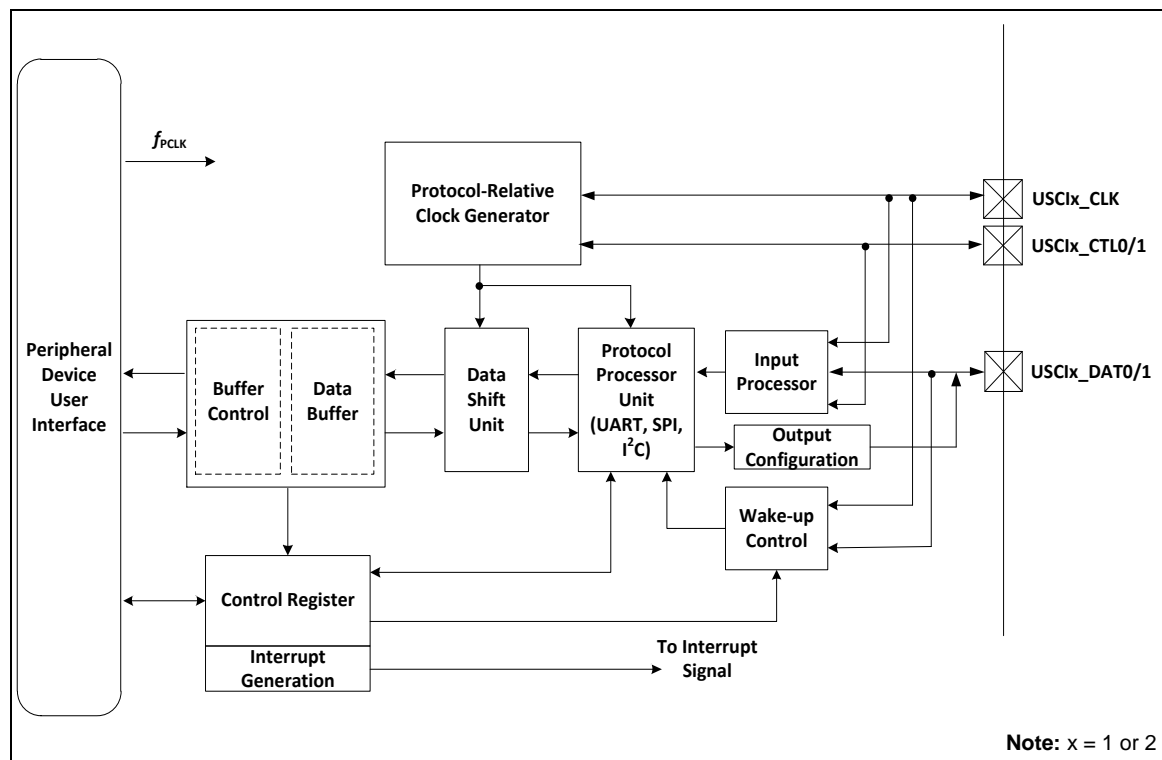 fPCLK
Protocol-Relative
Clock Generator
USCIx_CLK
USCIx_CTL0/1
Peripheral
Device
User
Interface
Buffer
Control
Data
Buffer
Data
Shift
Unit
Protocol
Processor
Unit
(UART, SPI,
I²C)
Input
Processor
USCIx_DAT0/1
Output
Configuration
Wake-up
Control
Control Register
Interrupt
Generation
To Interrupt
Signal
Note: x = 1 or 2